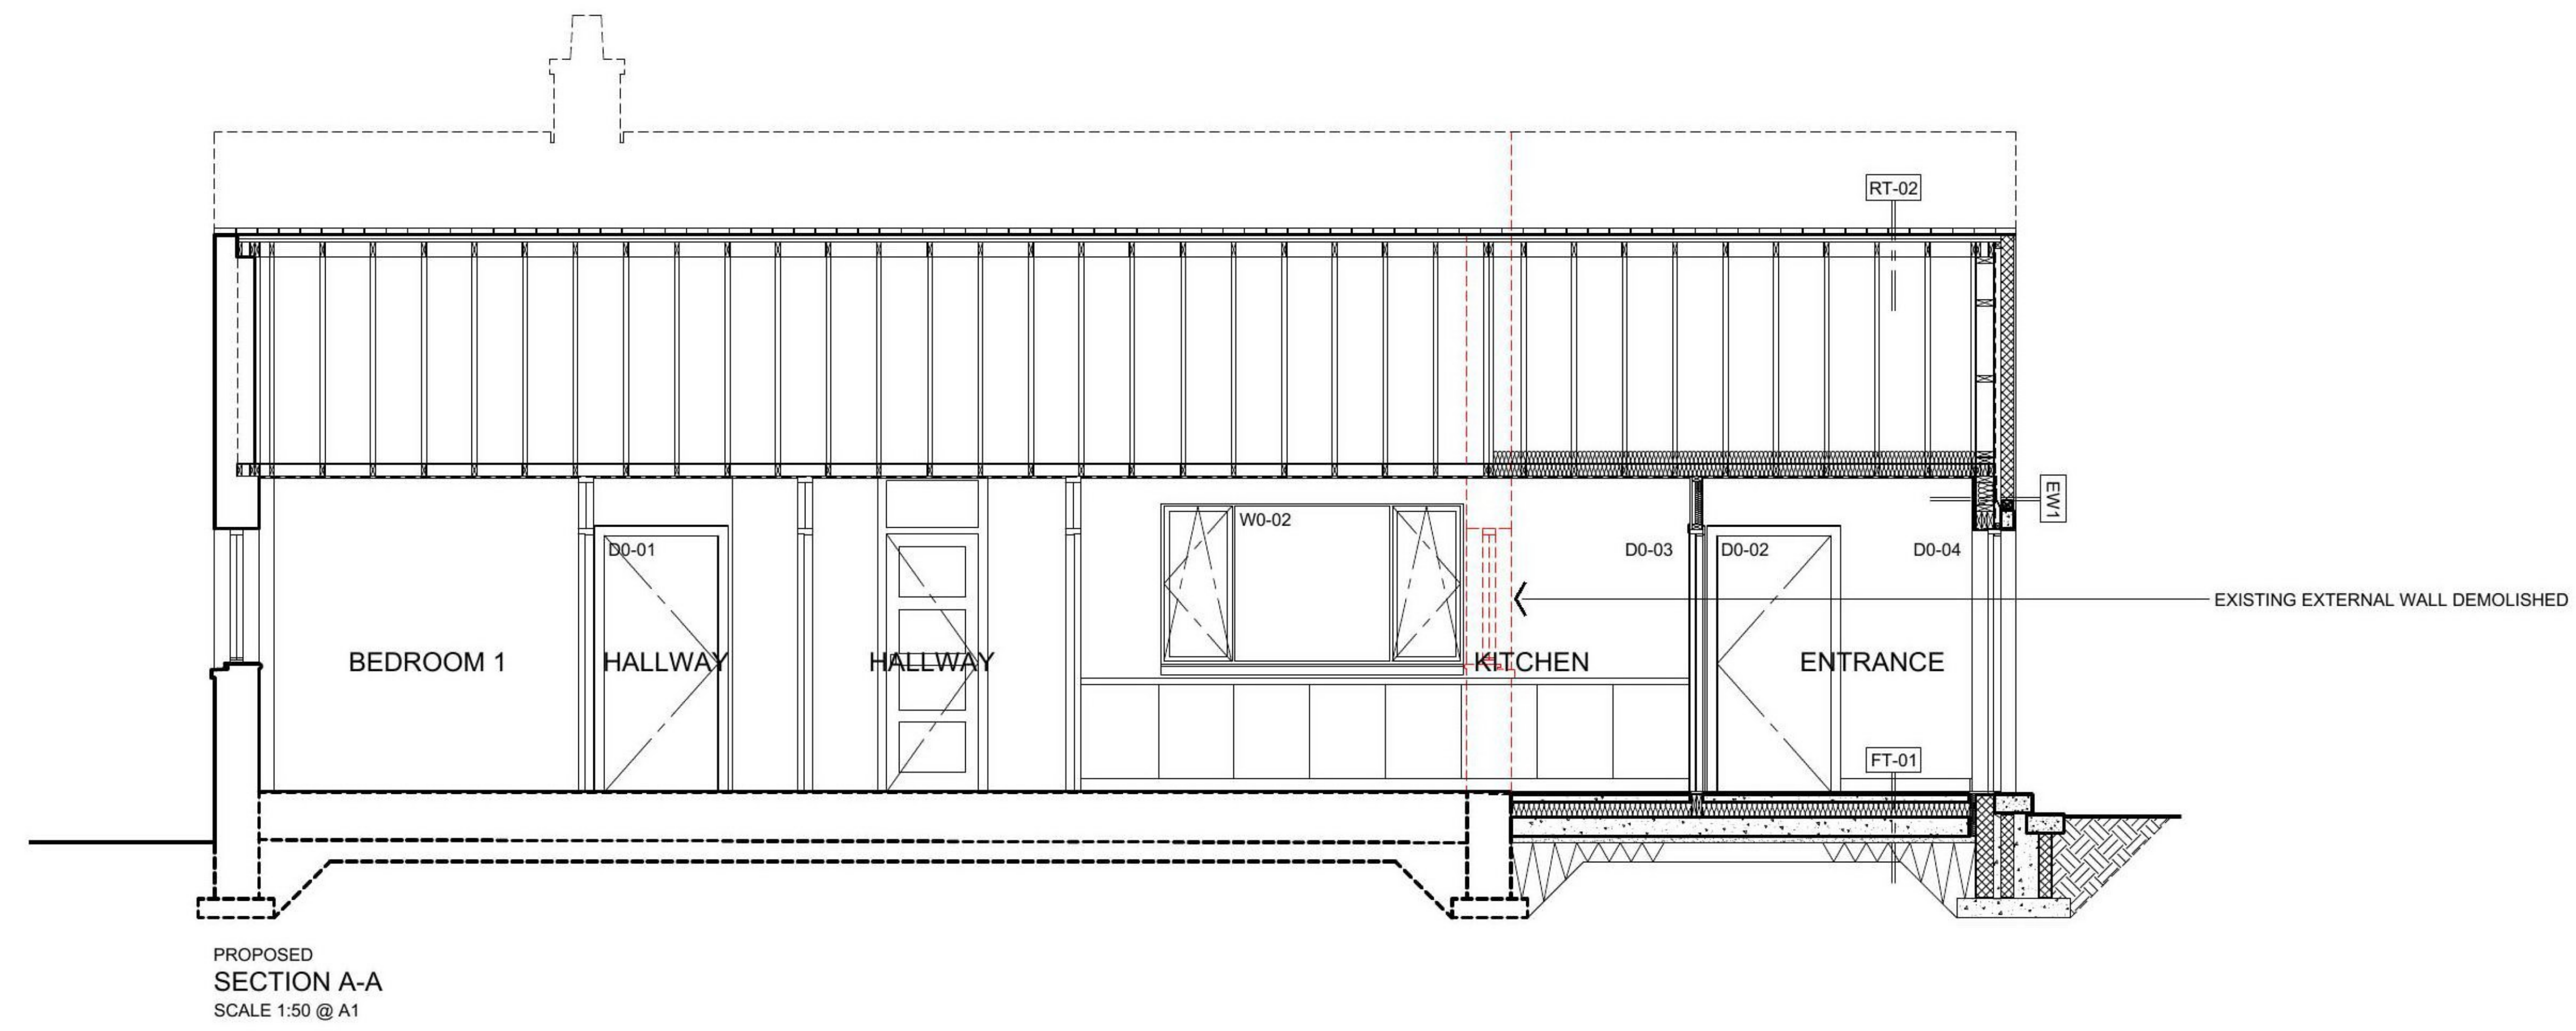 RT-02
EW1
W0-02
D0-01
D0-03
D0-02
D0-04
EXISTING EXTERNAL WALL DEMOLISHED
BEDROOM 1
HALLWAY
HALLWAY
KITCHEN
ENTRANCE
FT-01
PROPOSED
SECTION A-A
SCALE 1:50 @ A1